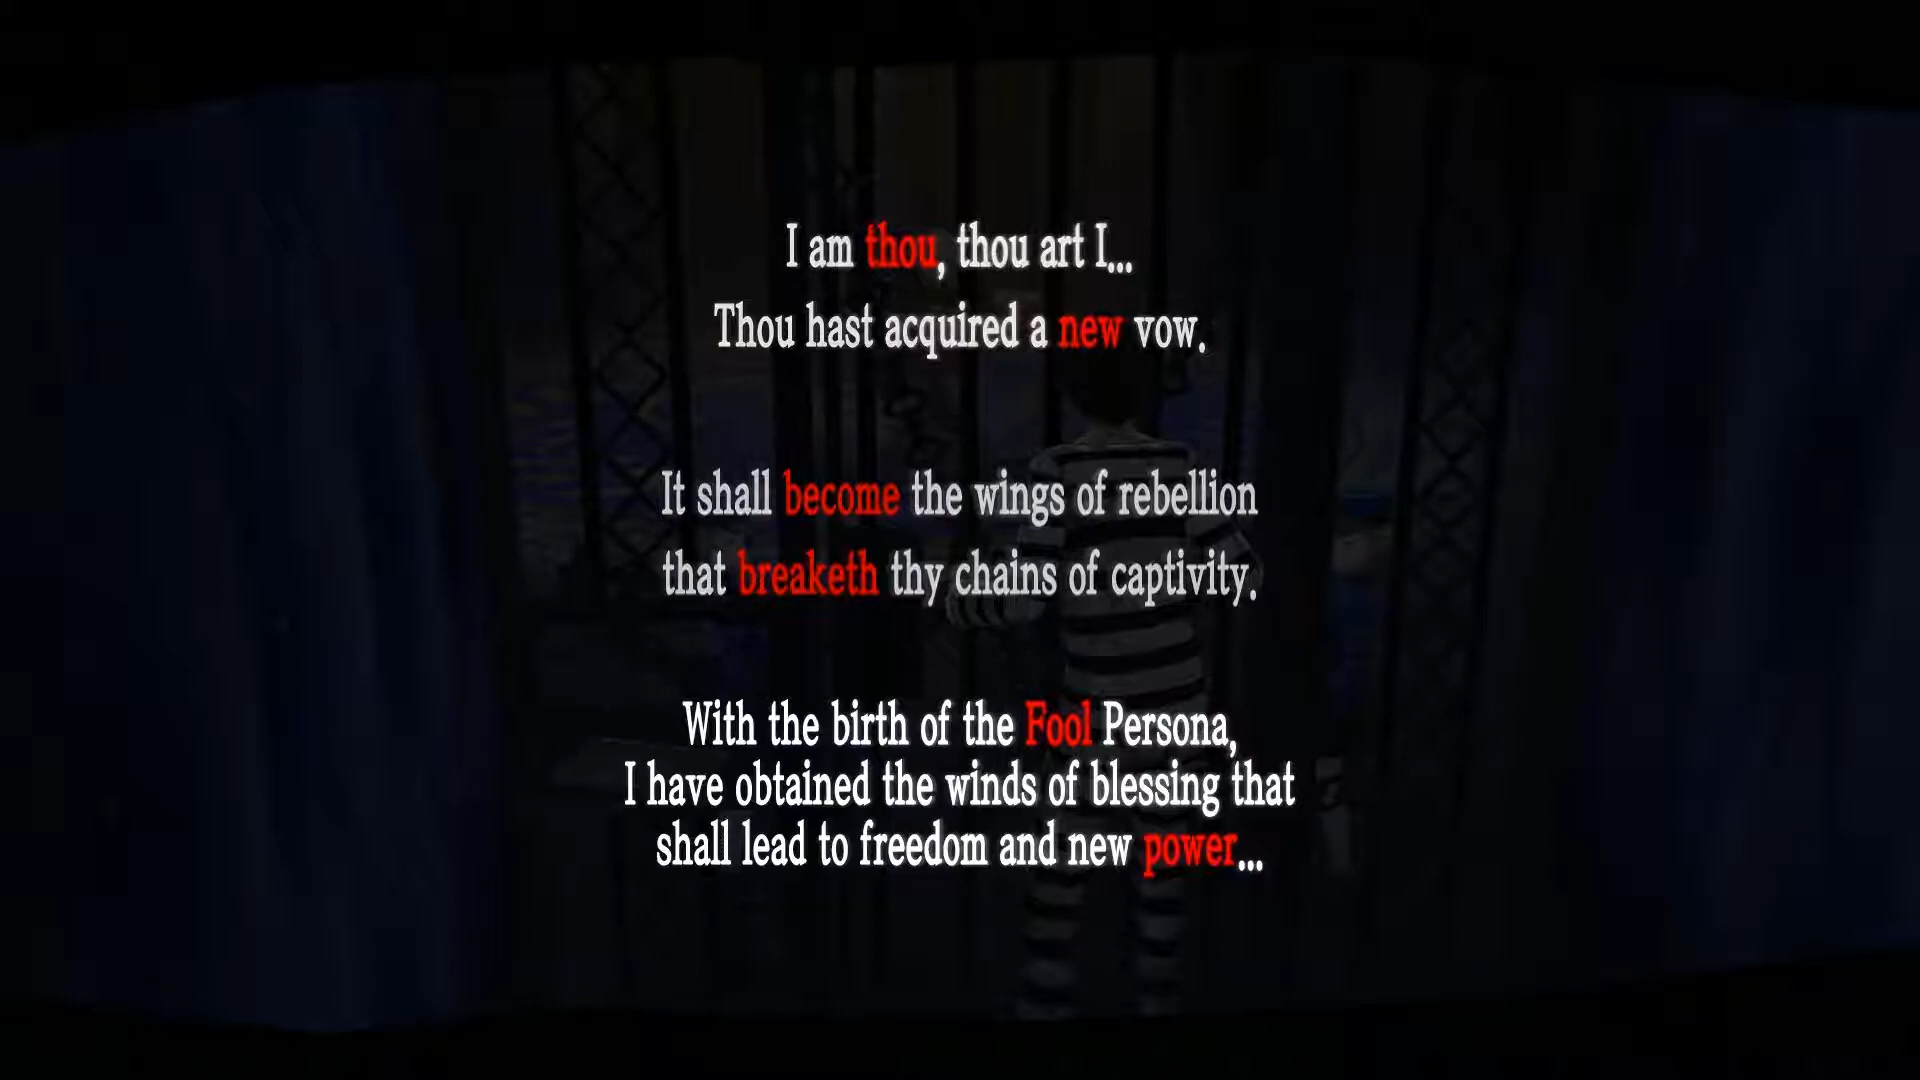 I am thou, thou art I...
Thou hast acquired a new vow.
It shall become the wings of rebellion
that breaketh thy chains of captivity.
With the birth of the Fool Persona,
I have obtained the winds of blessing that
shall lead to freedom and new power...